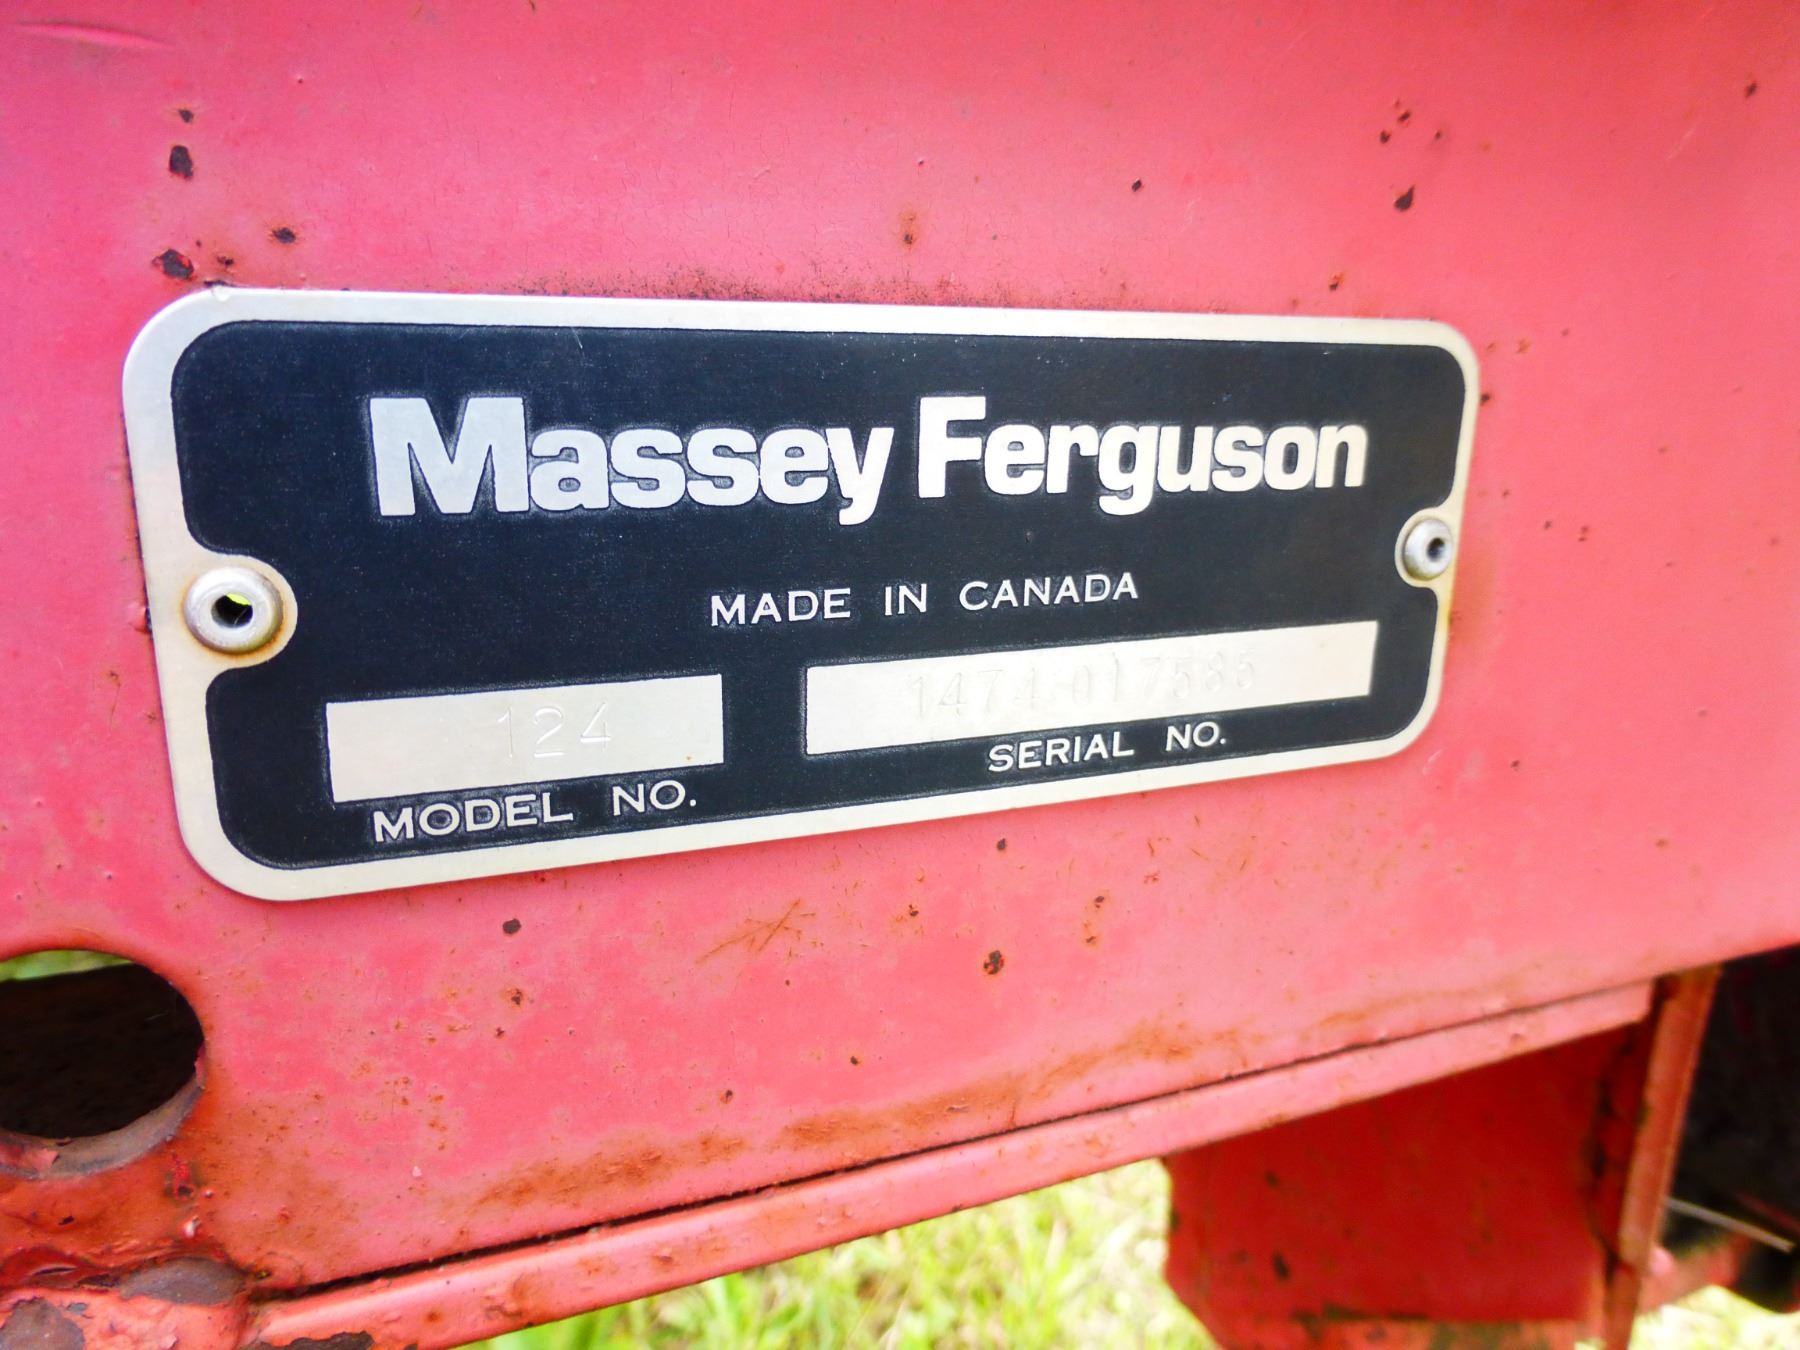 Massey Ferguson
MADE IN CANADA
124
1474-017585
MODEL NO.
SERIAL NO.